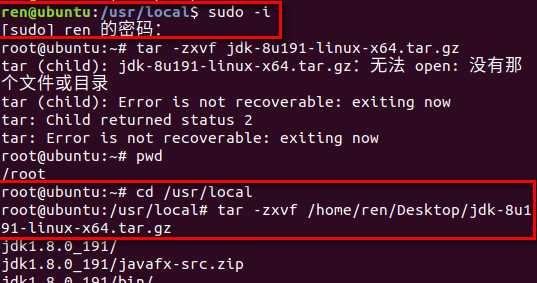 ren@ubuntu:/usr/local$ sudo -i
[sudo] ren 的密码：
root@ubuntu:~# tar -zxvf jdk-8u191-linux-x64.tar.gz
tar (child): jdk-8u191-linux-x64.tar.gz：无法 open: 没有那
个文件或目录
tar (child): Error is not recoverable: exiting now
tar: Child returned status 2
tar: Error is not recoverable: exiting now
root@ubuntu:~# pwd
/root
root@ubuntu:~# cd /usr/local
root@ubuntu:/usr/local# tar -zxvf /home/ren/Desktop/jdk-8u1
91-linux-x64.tar.gz
jdk1.8.0_191/
jdk1.8.0_191/javafx-src.zip
jdk1.8.0_191/bin/